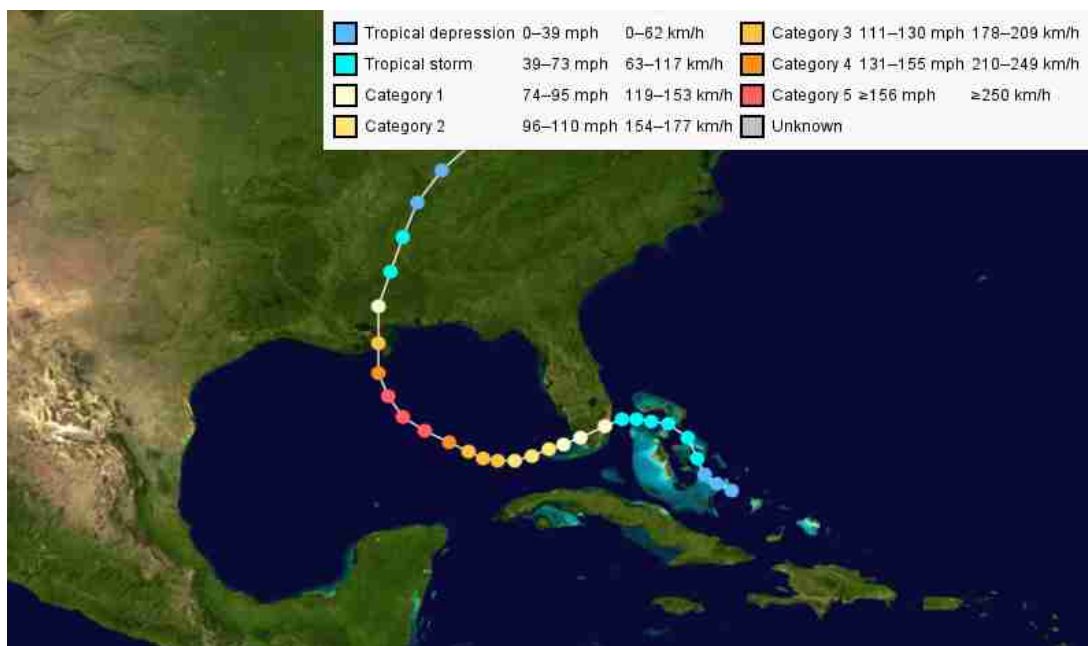 Tropical depression 0–39 mph 0–62 km/h
Tropical storm 39–73 mph 63–117 km/h
Category 1 74–95 mph 119–153 km/h
Category 2 96–110 mph 154–177 km/h
Category 3 111–130 mph 178–209 km/h
Category 4 131–155 mph 210–249 km/h
Category 5 ≥156 mph ≥250 km/h
Unknown